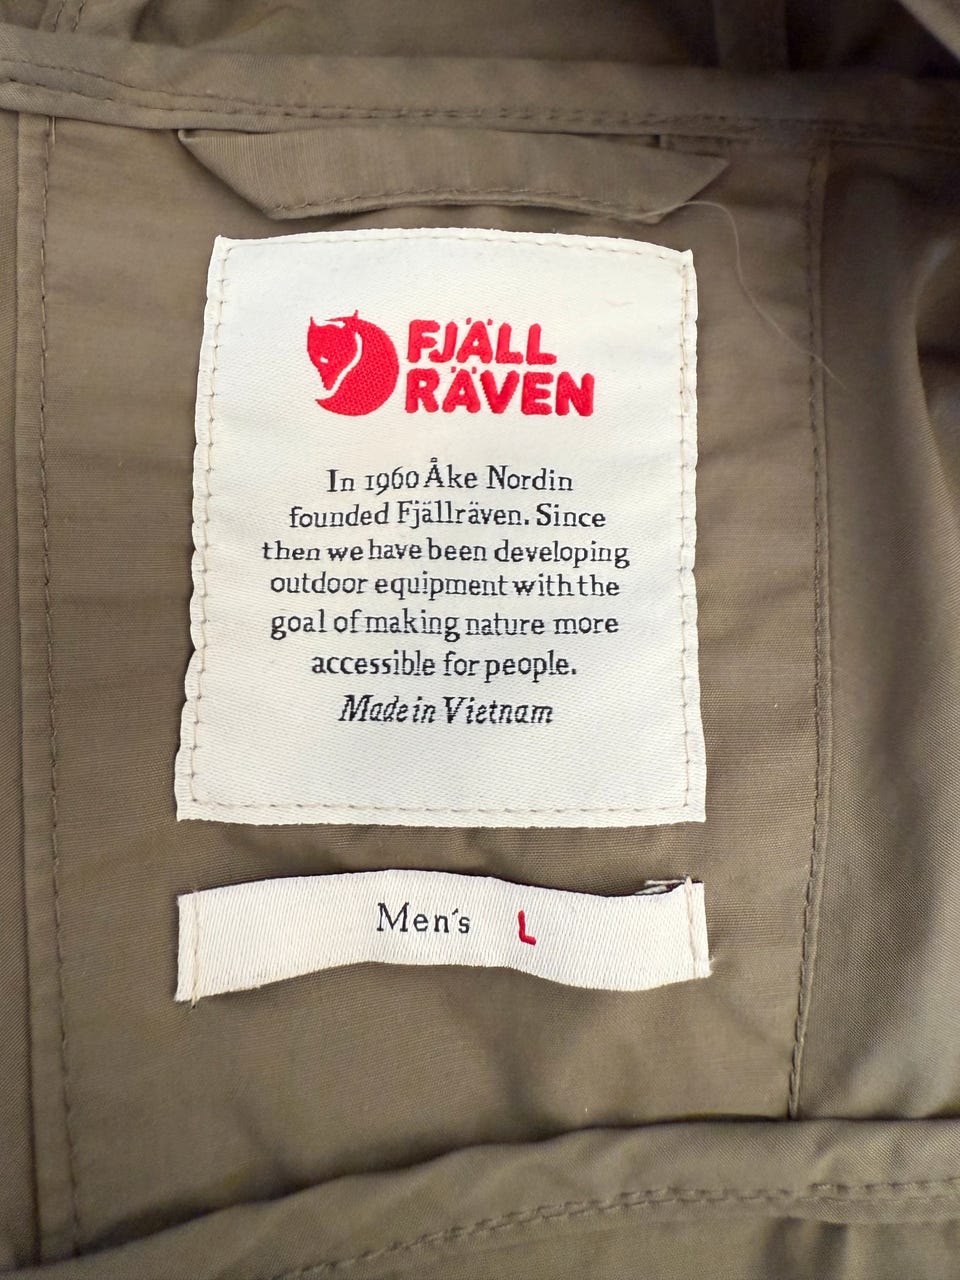 FJÄLL
RÄVEN
In 1960 Åke Nordin
founded Fjällräven. Since
then we have been developing
outdoor equipment with the
goal of making nature more
accessible for people.
Made in Vietnam
Men's L